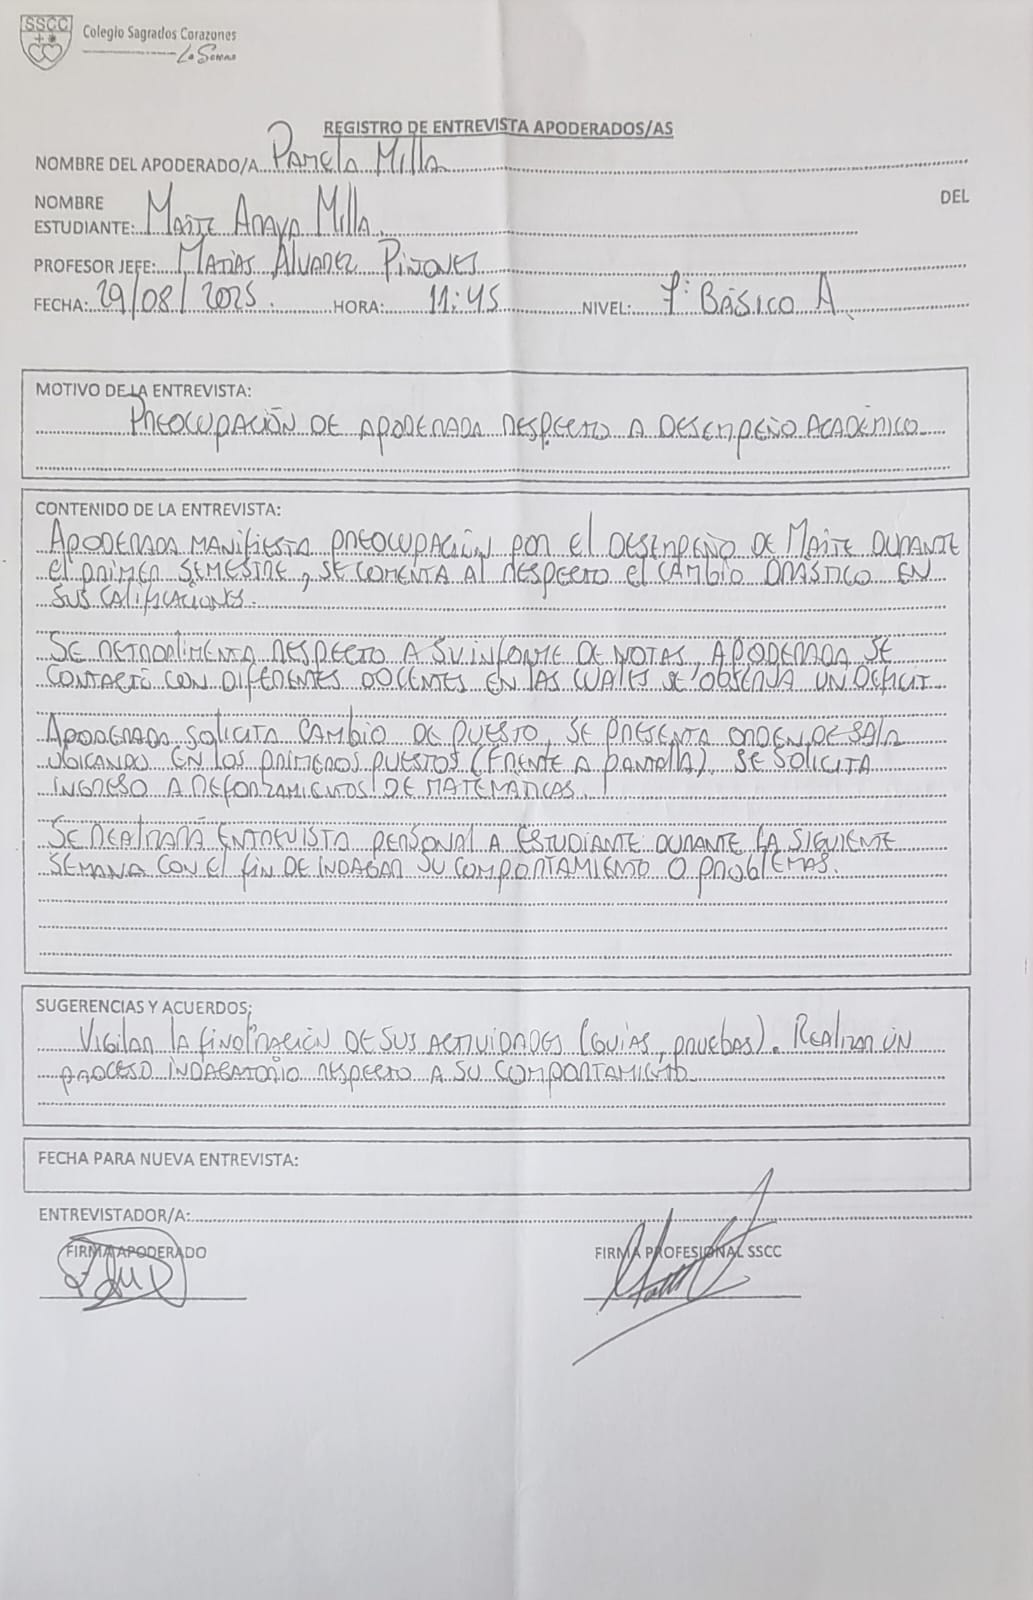 SSCC
Colegio Sagrados Corazones
La Serena
REGISTRO DE ENTREVISTA APODERADOS/AS
NOMBRE DEL APODERADO/A Pamela Milla
NOMBRE DEL
ESTUDIANTE: Maite Araya Milla
PROFESOR JEFE: Matías Alvarez Piñones
FECHA: 29/08/2025. HORA: 11:45 NIVEL: 7° Básico A
MOTIVO DE LA ENTREVISTA:
Preocupación de apoderada respecto a desempeño académico
CONTENIDO DE LA ENTREVISTA:
Apoderada manifiesta preocupación por el desempeño de Maite durante
el primer semestre, se comenta al respecto el cambio drástico en
sus calificaciones.
Se retroalimenta respecto a su informe de notas, apoderada se
contactó con diferentes docentes en las cuales se observa un déficit.
Apoderada solicita cambio de puesto, se presenta orden de sala
ubicando en los primeros puestos (frente a pantalla). Se solicita
ingreso a reforzamientos de matemáticas.
Se realizará entrevista personal a estudiante durante la siguiente
semana con el fin de indagar su comportamiento o problemas.
SUGERENCIAS Y ACUERDOS:
Vigilar la finalización de sus actividades (guías, pruebas). Realizar un
proceso indagatorio respecto a su comportamiento
FECHA PARA NUEVA ENTREVISTA:
ENTREVISTADOR/A:
FIRMA APODERADO FIRMA PROFESIONAL SSCC